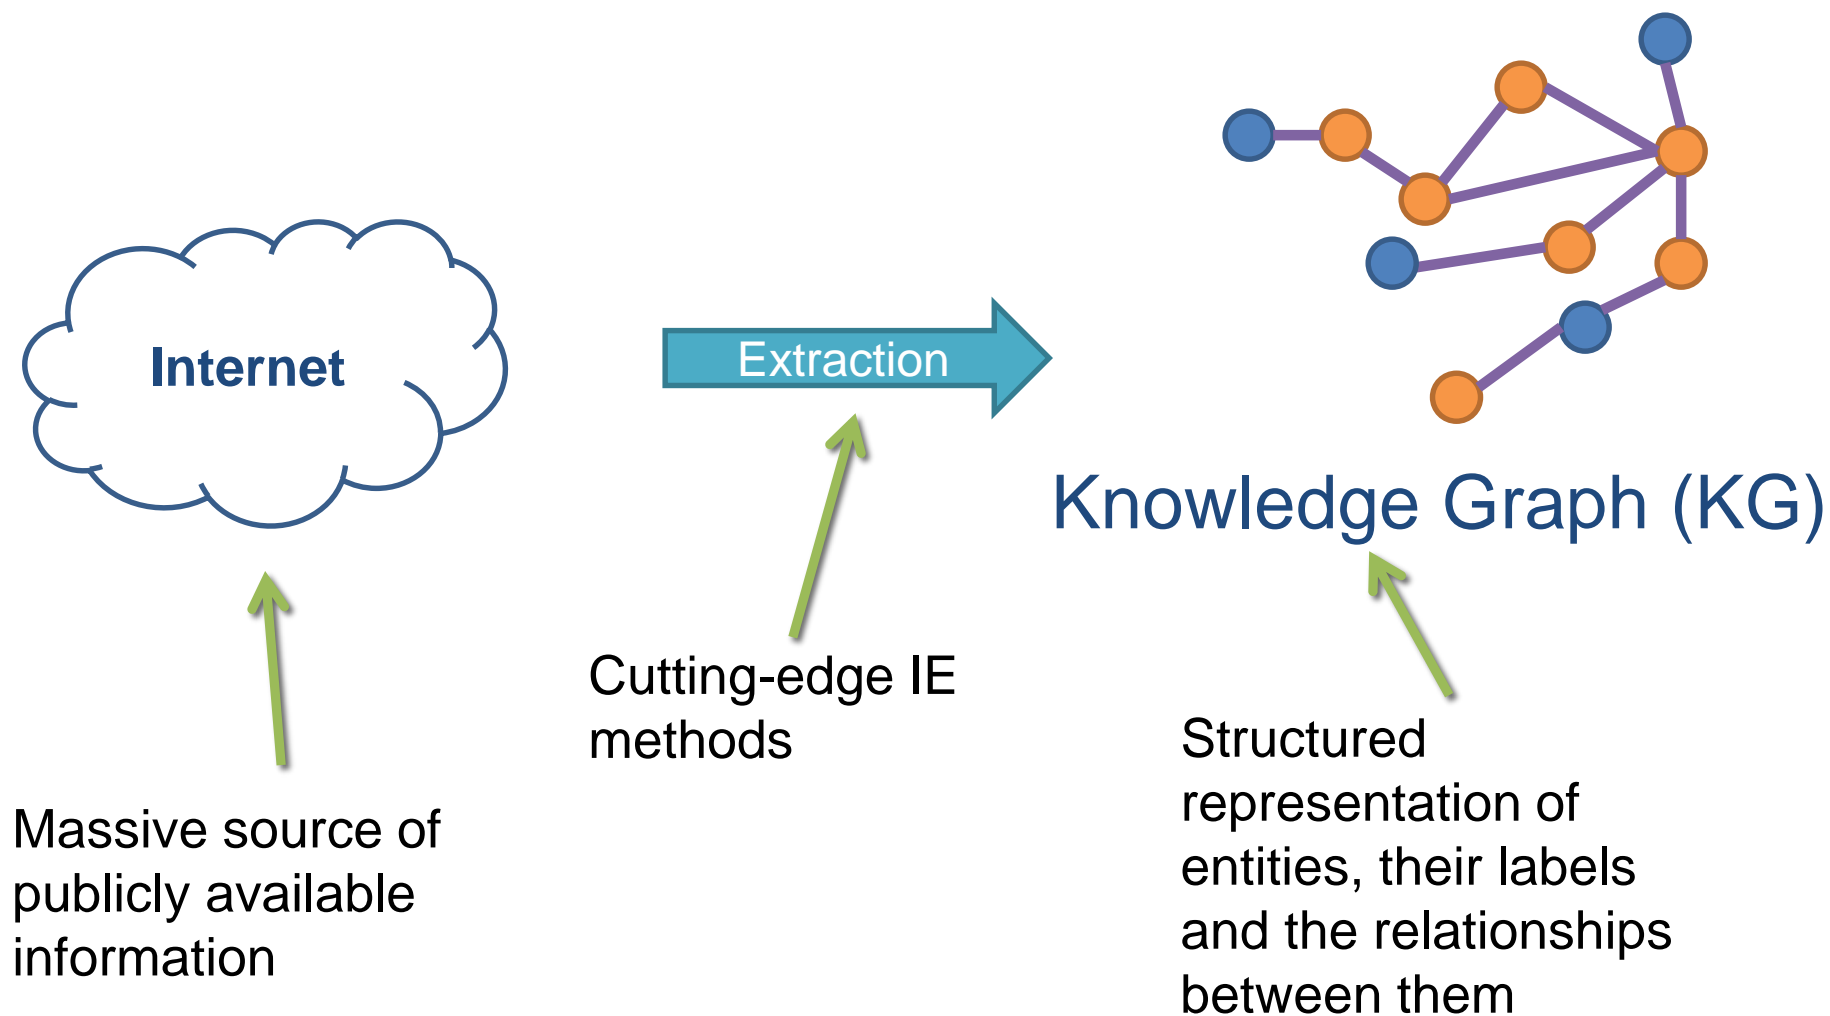 Internet
Extraction
Knowledge Graph (KG)
Cutting-edge IE
methods
Massive source of
publicly available
information
Structured
representation of
entities, their labels
and the relationships
between them